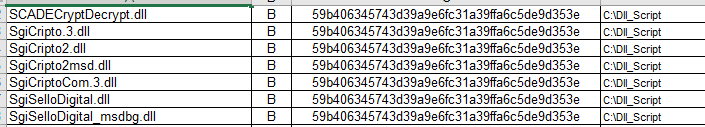 SCADECryptDecrypt.dll B 59b406345743d39a9e6fc31a39ffa6c5de9d353e C:\Dll_Script
SgiCripto.3.dll B 59b406345743d39a9e6fc31a39ffa6c5de9d353e C:\Dll_Script
SgiCripto2.dll B 59b406345743d39a9e6fc31a39ffa6c5de9d353e C:\Dll_Script
SgiCripto2msd.dll B 59b406345743d39a9e6fc31a39ffa6c5de9d353e C:\Dll_Script
SgiCriptoCom.3.dll B 59b406345743d39a9e6fc31a39ffa6c5de9d353e C:\Dll_Script
SgiSelloDigital.dll B 59b406345743d39a9e6fc31a39ffa6c5de9d353e C:\Dll_Script
SgiSelloDigital_msdbg.dll B 59b406345743d39a9e6fc31a39ffa6c5de9d353e C:\Dll_Script